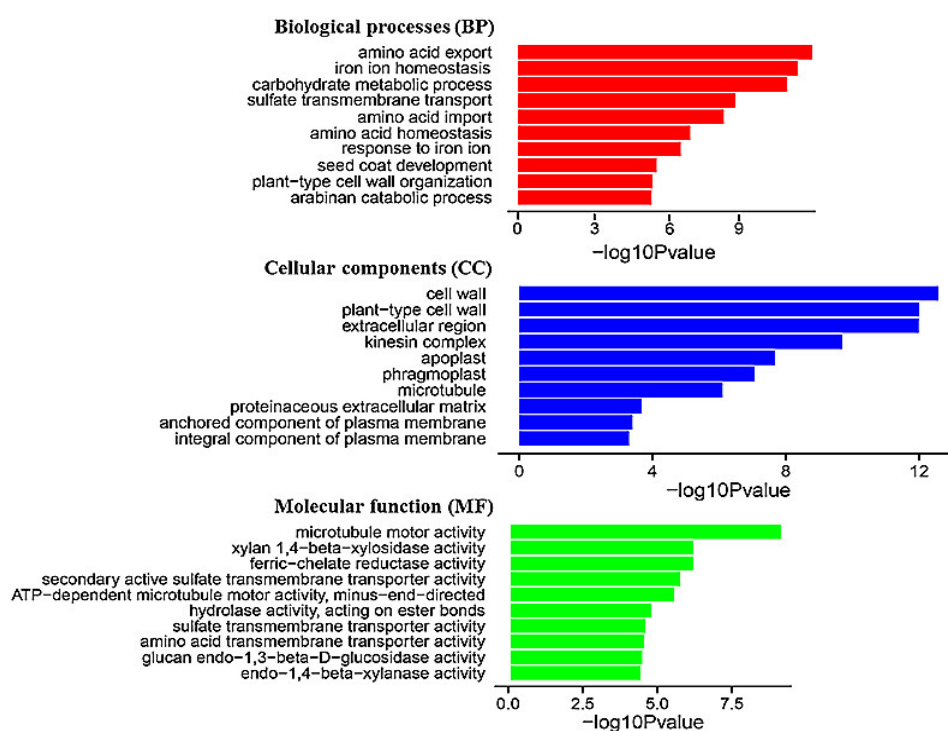 Biological processes (BP)
amino acid export
iron ion homeostasis
carbohydrate metabolic process
sulfate transmembrane transport
amino acid import
amino acid homeostasis
response to iron ion
seed coat development
plant−type cell wall organization
arabinan catabolic process
0 3 6 9
−log10Pvalue
Cellular components (CC)
cell wall
plant−type cell wall
extracellular region
kinesin complex
apoplast
phragmoplast
microtubule
proteinaceous extracellular matrix
anchored component of plasma membrane
integral component of plasma membrane
0 4 8 12
−log10Pvalue
Molecular function (MF)
microtubule motor activity
xylan 1,4−beta−xylosidase activity
ferric−chelate reductase activity
secondary active sulfate transmembrane transporter activity
ATP−dependent microtubule motor activity, minus−end−directed
hydrolase activity, acting on ester bonds
sulfate transmembrane transporter activity
amino acid transmembrane transporter activity
glucan endo−1,3−beta−D−glucosidase activity
endo−1,4−beta−xylanase activity
0.0 2.5 5.0 7.5
−log10Pvalue